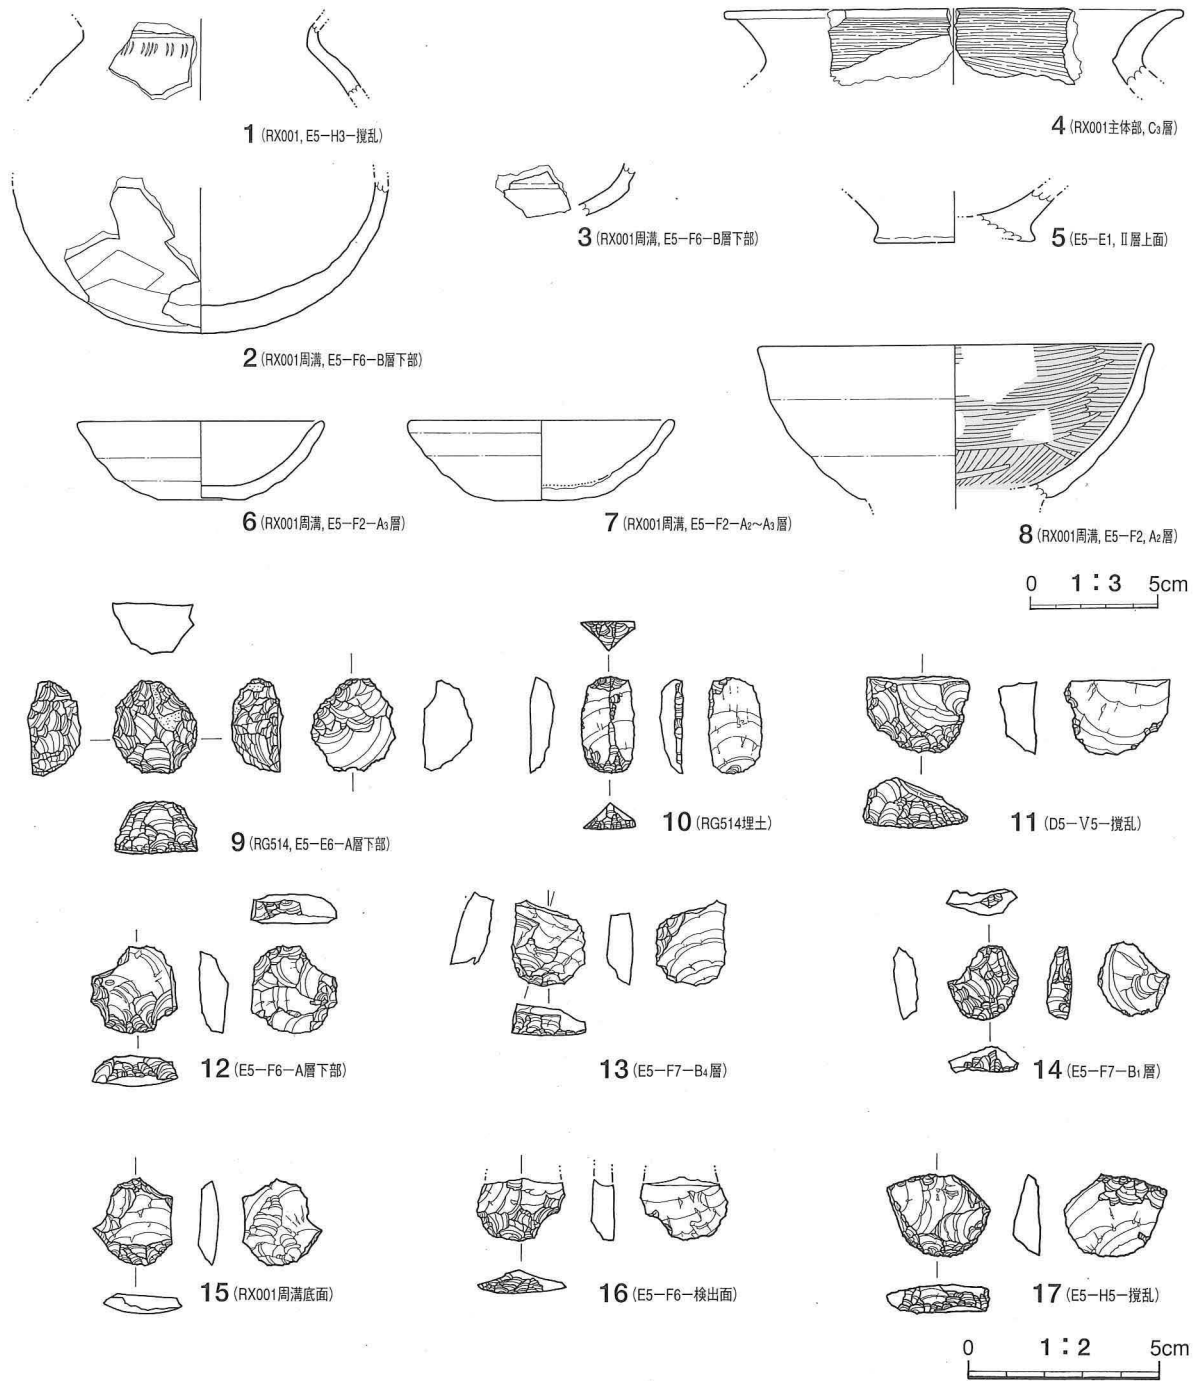 1 (RX001, E5-H3-撹乱)
4 (RX001主体部, C₃層)
3 (RX001周溝, E5-F6-B層下部)
5 (E5-E1, Ⅱ層上面)
2 (RX001周溝, E5-F6-B層下部)
6 (RX001周溝, E5-F2-A₃層)
7 (RX001周溝, E5-F2-A₂~A₃層)
8 (RX001周溝, E5-F2, A₂層)
0 1:3 5cm
9 (RG514, E5-E6-A層下部)
10 (RG514埋土)
11 (D5-V5-撹乱)
12 (E5-F6-A層下部)
13 (E5-F7-B₄層)
14 (E5-F7-B₁層)
15 (RX001周溝底面)
16 (E5-F6-検出面)
17 (E5-H5-撹乱)
0 1:2 5cm